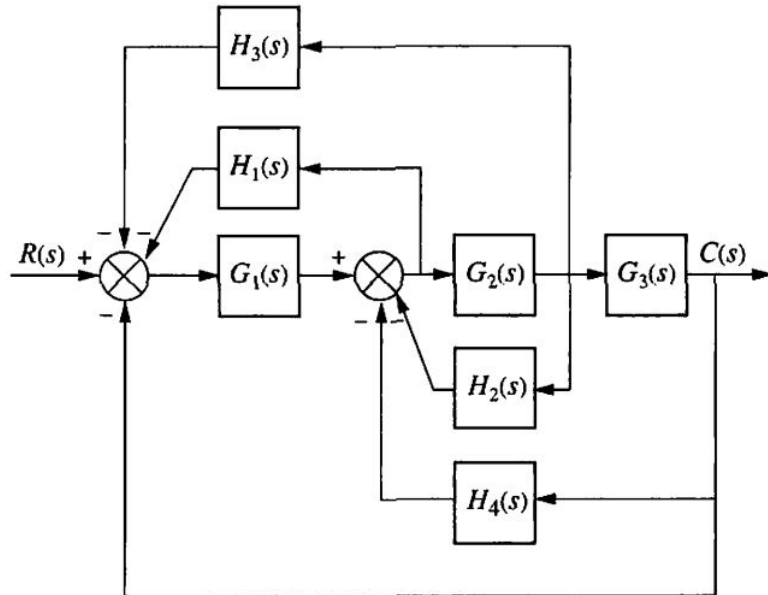 H₃(s)
H₁(s)
− −
R(s) + G₁(s) + G₂(s) G₃(s) C(s)
− − −
H₂(s)
H₄(s)